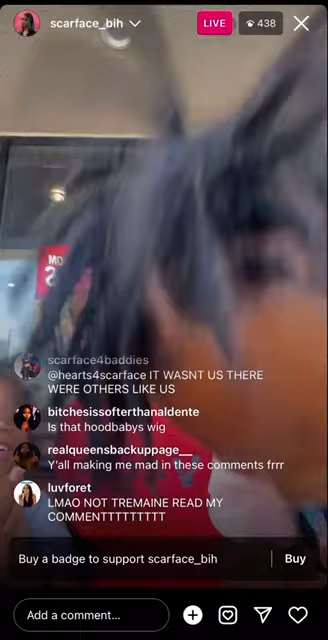 scarface_bih
LIVE
438
scarface4baddies
@hearts4scarface IT WASNT US THERE
WERE OTHERS LIKE US
bitchesissofterthanaldente
Is that hoodbabys wig
realqueensbackuppage__
Y'all making me mad in these comments frrr
luvforet
LMAO NOT TREMAINE READ MY
COMMENTTTTTTTTT
Buy a badge to support scarface_bih
Buy
Add a comment...